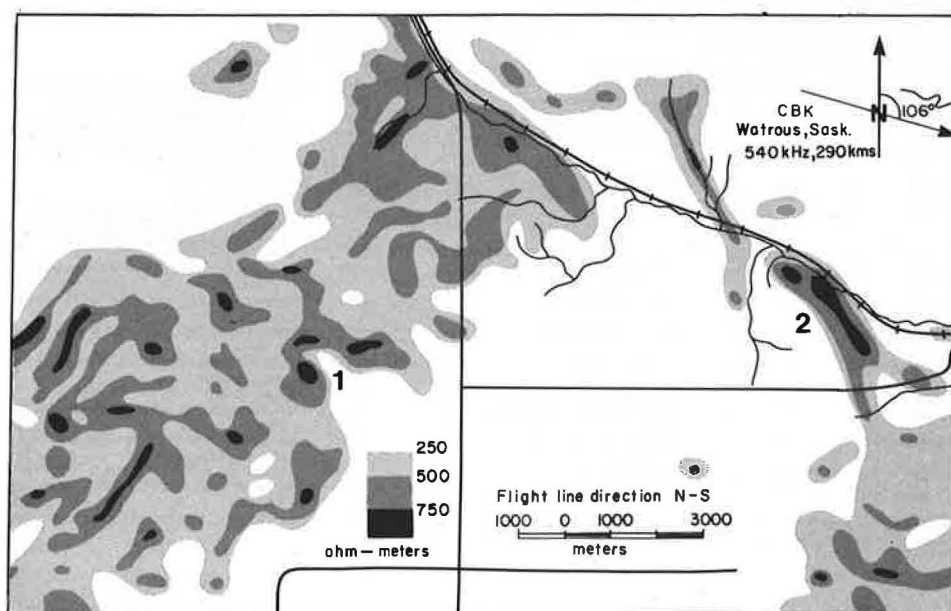 CBK
Watrous, Sask.
540 kHz, 290 kms
N
106°
1
2
250
500
750
ohm — meters
Flight line direction N-S
1000 0 1000 3000
meters